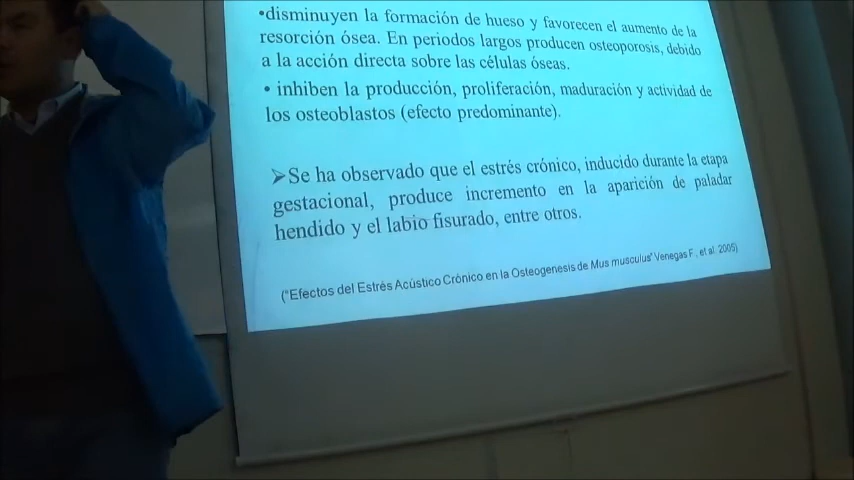 •disminuyen la formación de hueso y favorecen el aumento de la
resorción ósea. En periodos largos producen osteoporosis, debido
a la acción directa sobre las células óseas.
• inhiben la producción, proliferación, maduración y actividad de
los osteoblastos (efecto predominante).
➢Se ha observado que el estrés crónico, inducido durante la etapa
gestacional, produce incremento en la aparición de paladar
hendido y el labio fisurado, entre otros.
("Efectos del Estrés Acústico Crónico en la Osteogenesis de Mus musculus" Venegas F., et al. 2005)